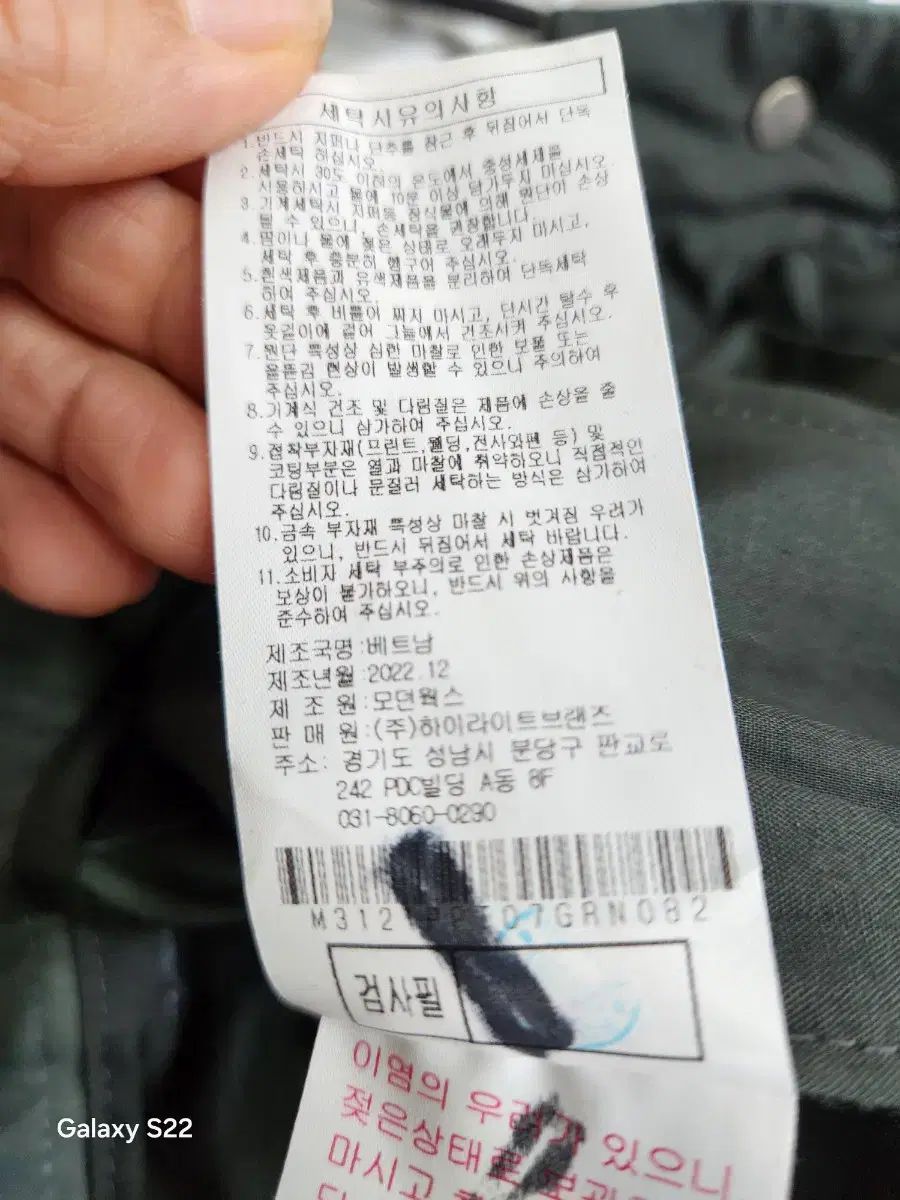 세탁시유의사항
1.반드시 지퍼나 단추를 잠근 후 뒤집어서 단독
손세탁 하십시오.
2.세탁시 30도 이하의 온도에서 중성세제를
사용하시고 물에 10분 이상 담가두지 마십시오.
3.기계세탁시 지퍼등 장식물에 의해 원단이 손상
될 수 있으니, 손세탁을 권장합니다.
4.땀이나 물에 젖은 상태로 오래두지 마시고,
세탁 후 충분히 헹구어 주십시오.
5.흰색제품과 유색제품을 분리하여 단독세탁
하여 주십시오.
6.세탁 후 비틀어 짜지 마시고, 단시간 탈수 후
옷걸이에 걸어 그늘에서 건조시켜 주십시오.
7.원단 특성상 심한 마찰로 인한 보풀 또는
올뜯김 현상이 발생할 수 있으니 주의하여
주십시오.
8.기계식 건조 및 다림질은 제품에 손상을 줄
수 있으니 삼가하여 주십시오.
9.접착부자재(프린트,웰딩,전사와펜 등) 및
코팅부분은 열과 마찰에 취약하오니 직접적인
다림질이나 문질러 세탁하는 방식은 삼가하여
주십시오.
10.금속 부자재 특성상 마찰 시 벗겨짐 우려가
있으니, 반드시 뒤집어서 세탁 바랍니다.
11.소비자 세탁 부주의로 인한 손상제품은
보상이 불가하오니, 반드시 위의 사항을
준수하여 주십시오.
제조국명:베트남
제조년월:2022.12
제 조 원:모던웍스
판 매 원:(주)하이라이트브랜즈
주소: 경기도 성남시 분당구 판교로
242 PDC빌딩 A동 8F
031-8060-0290
검사필
이염의 우려가 있으니
젖은상태로
마시고
Galaxy S22